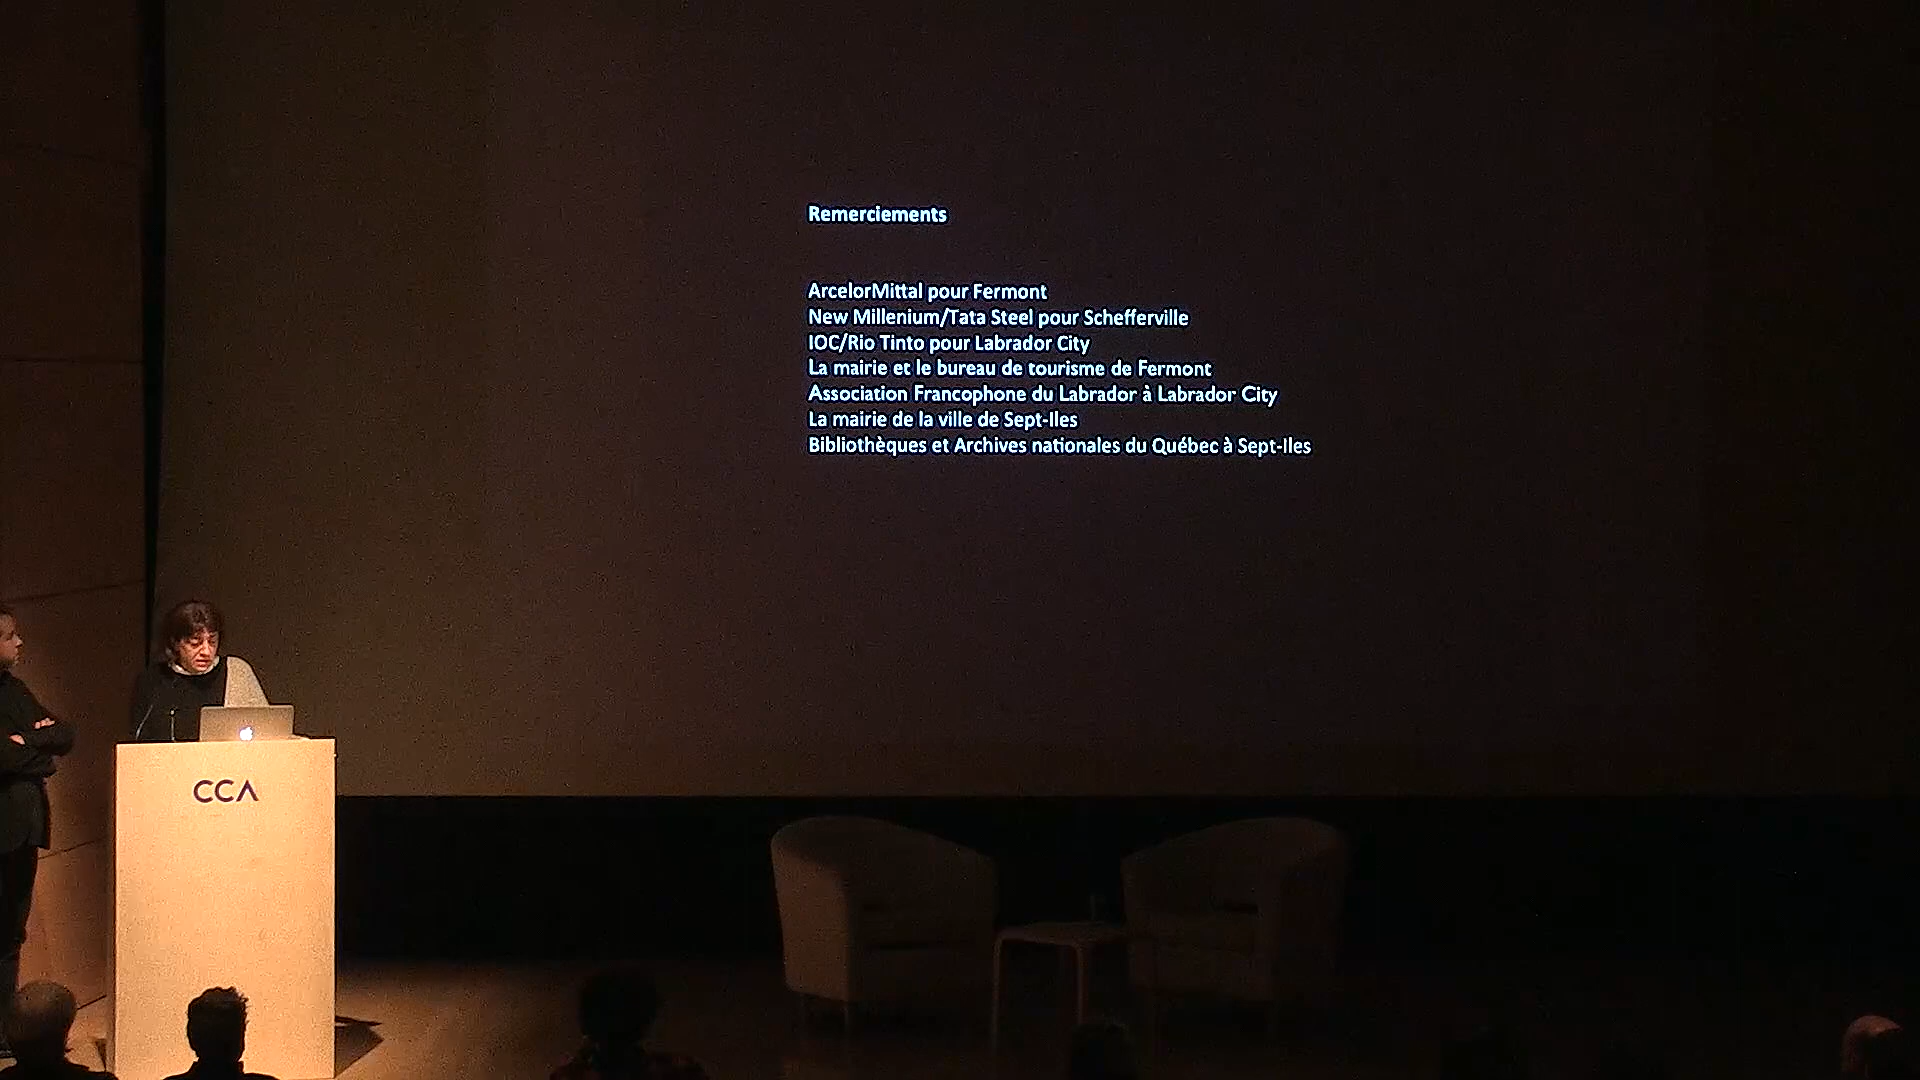 Remerciements
ArcelorMittal pour Fermont
New Millenium/Tata Steel pour Schefferville
IOC/Rio Tinto pour Labrador City
La mairie et le bureau de tourisme de Fermont
Association Francophone du Labrador à Labrador City
La mairie de la ville de Sept-Iles
Bibliothèques et Archives nationales du Québec à Sept-Iles
CCA